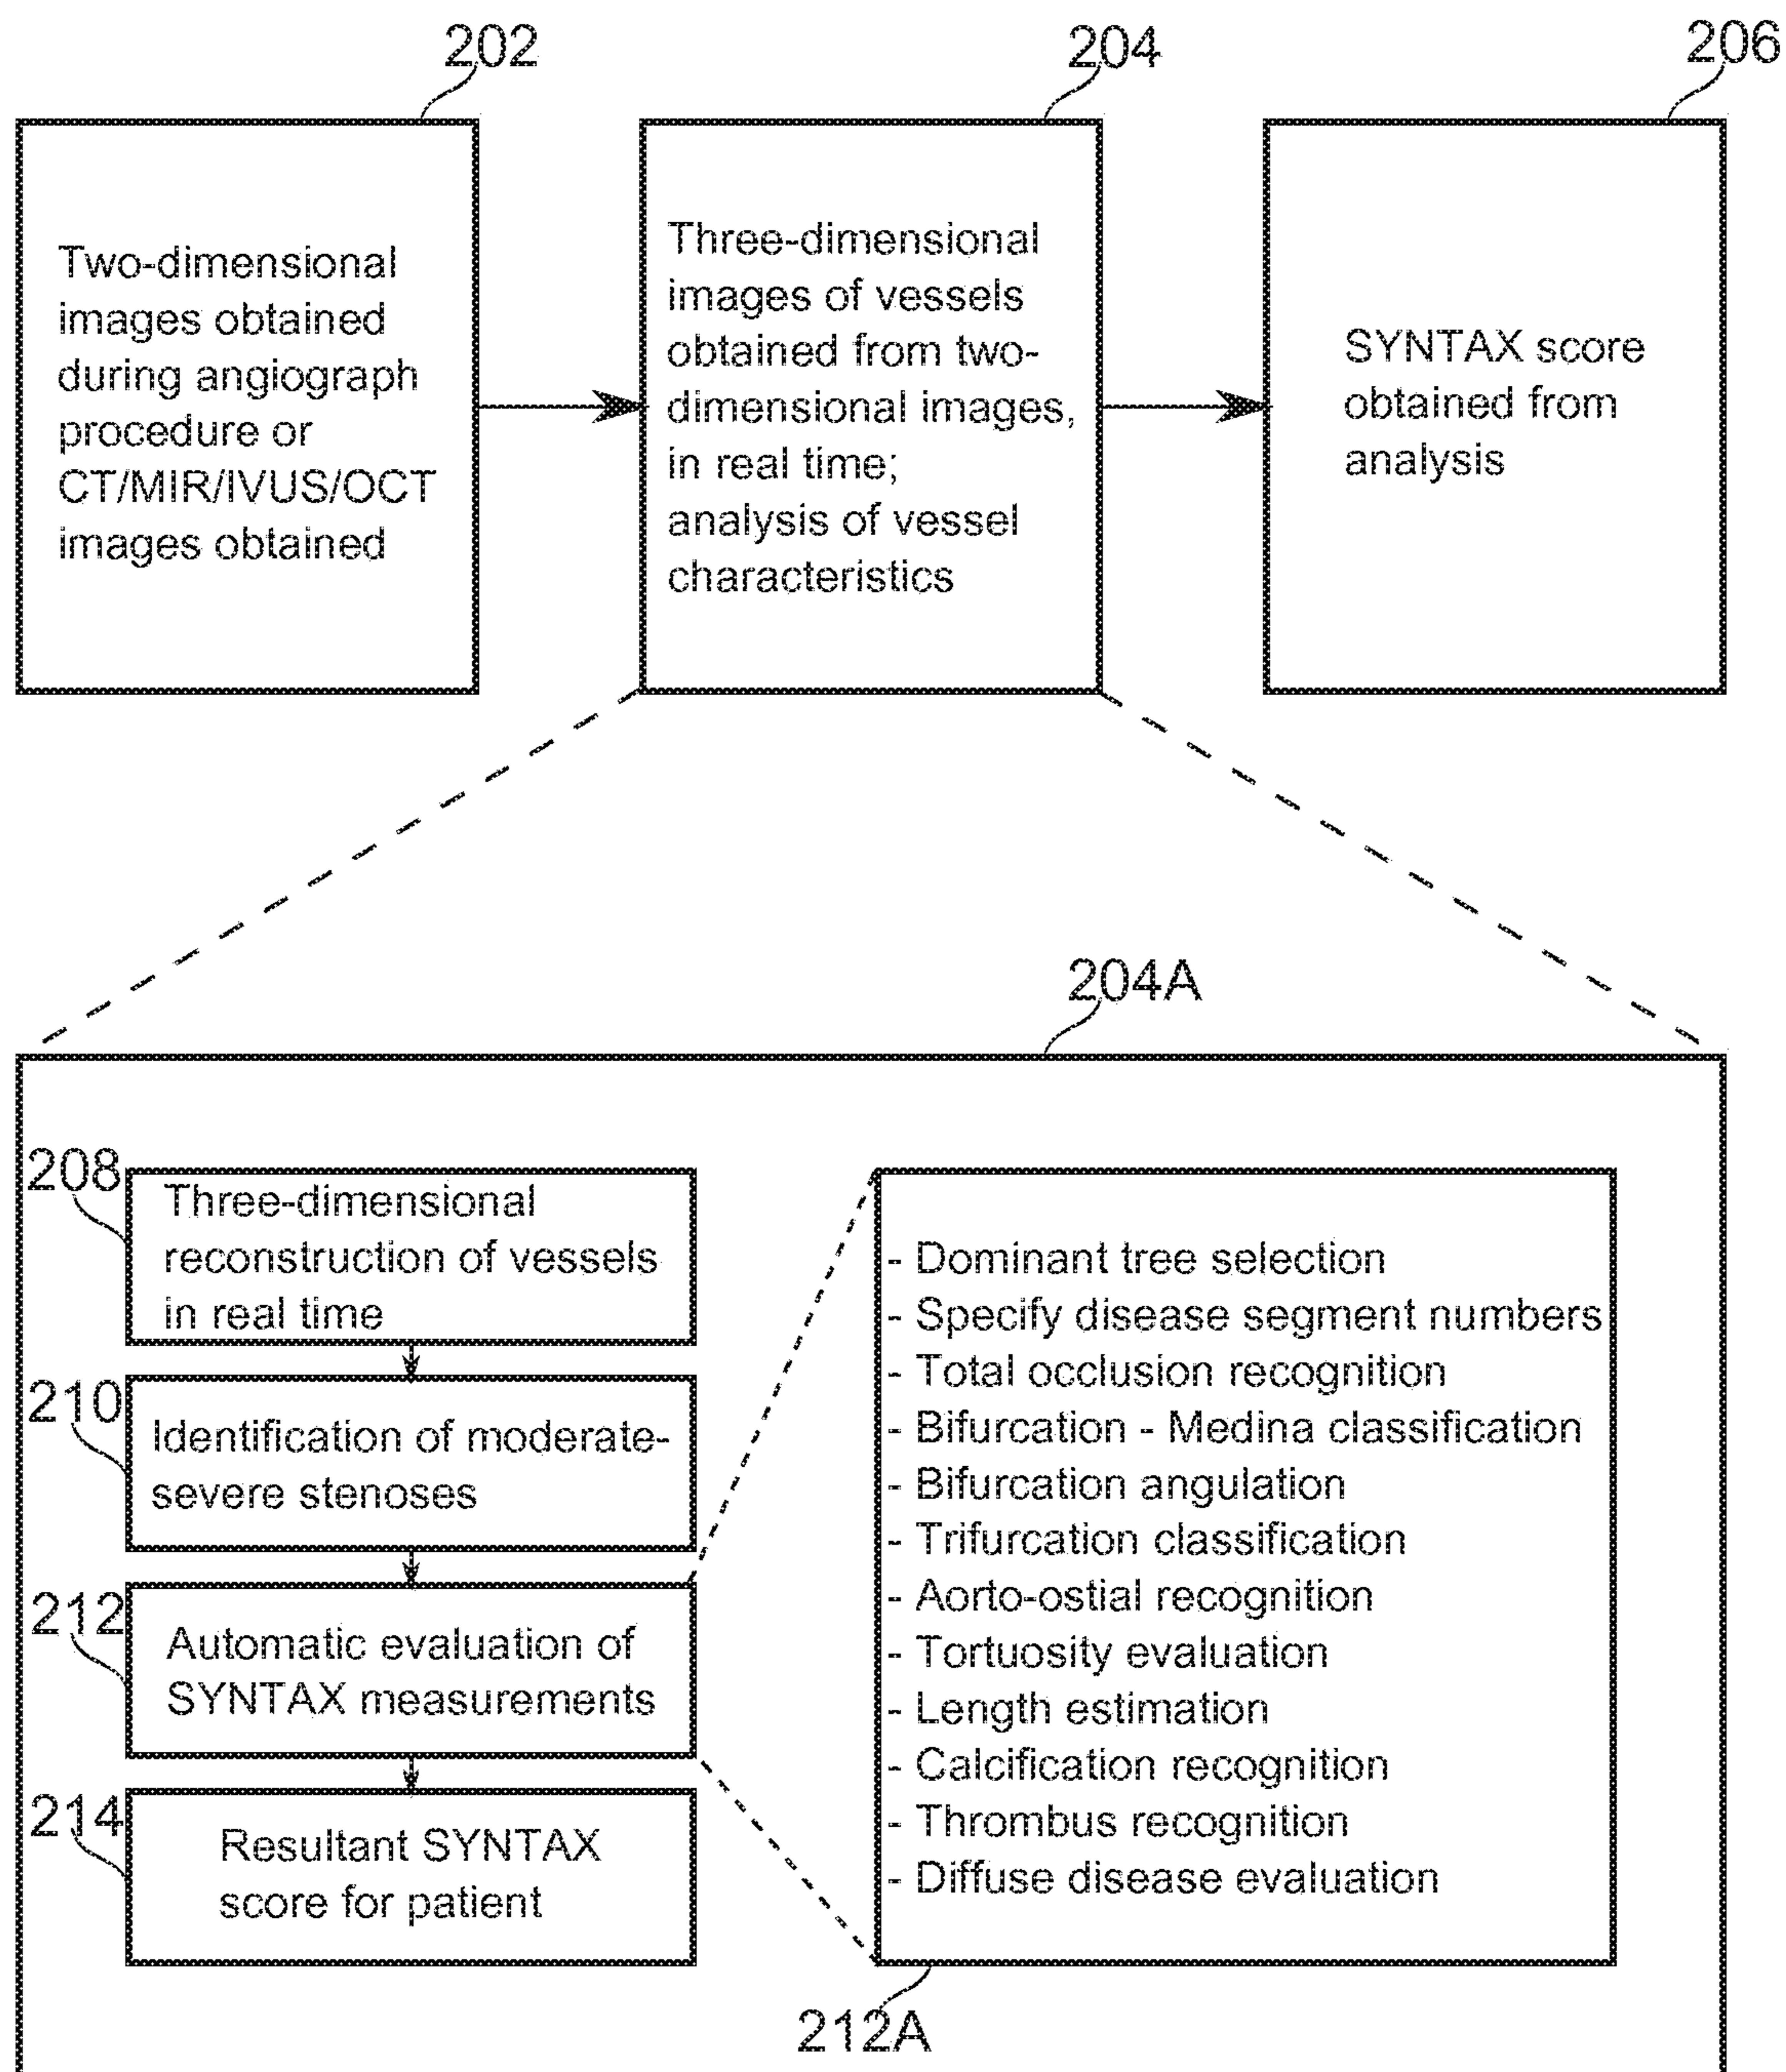 202
204
206
Two-dimensional
images obtained
during angiograph
procedure or
CT/MIR/IVUS/OCT
images obtained
Three-dimensional
images of vessels
obtained from two-
dimensional images,
in real time;
analysis of vessel
characteristics
SYNTAX score
obtained from
analysis
204A
208
Three-dimensional
reconstruction of vessels
in real time
210
Identification of moderate-
severe stenoses
212
Automatic evaluation of
SYNTAX measurements
214
Resultant SYNTAX
score for patient
- Dominant tree selection
- Specify disease segment numbers
- Total occlusion recognition
- Bifurcation - Medina classification
- Bifurcation angulation
- Trifurcation classification
- Aorto-ostial recognition
- Tortuosity evaluation
- Length estimation
- Calcification recognition
- Thrombus recognition
- Diffuse disease evaluation
212A